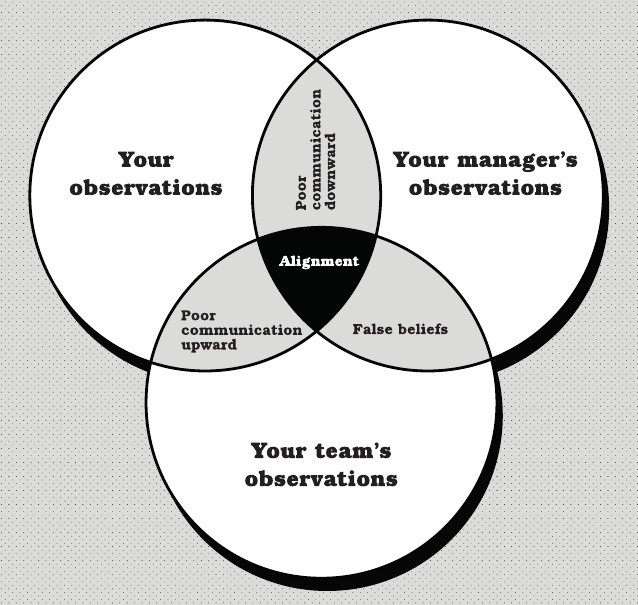 Your
observations
Poor
communication
downward
Your manager's
observations
Alignment
Poor
communication
upward
False beliefs
Your team's
observations